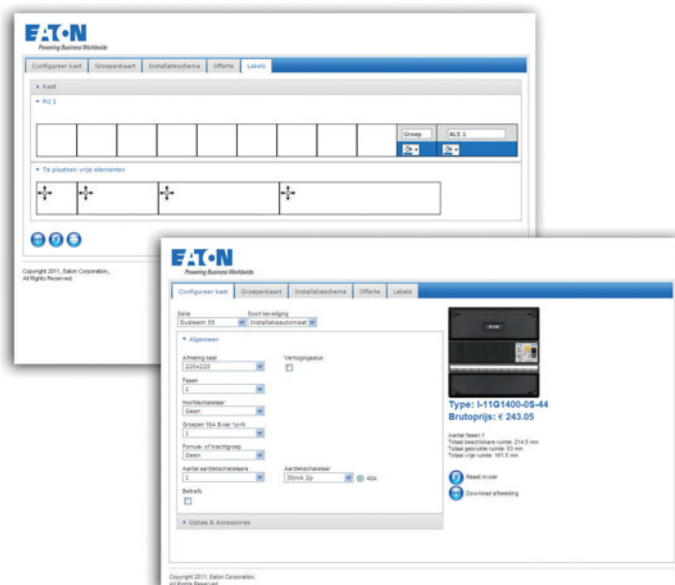 EATON
Powering Business Worldwide
Configureer kast Groepenkaart Installatieschema Offerte Labels
Kast
Rij 1
Groep ALS 1
Te plaatsen vrije elementen
Copyright 2011, Eaton Corporation,
All Rights Reserved.
EATON
Powering Business Worldwide
Configureer kast Groepenkaart Installatieschema Offerte Labels
Serie Soort beveiliging
Systeem 55 Installatieautomaat
Algemeen
Afmeting kast Verhogingsstuk
220x220
Fasen
1
Hoofdschakelaar
Geen
Groepen 16A B-kar 1p+N
1
Fornuis- of krachtgroep
Geen
Aantal aardlekschakelaars Aardlekschakelaar
1 30mA 2p 40A
Beltrafo
Opties & Accessoires
EATON
Type: I-11G1400-0S-44
Brutoprijs: € 243.05
Aantal fasen: 1
Totaal beschikbare ruimte: 214.5 mm
Totaal gebruikte ruimte: 53 mm
Totaal vrije ruimte: 161.5 mm
Reset invoer
Download afbeelding
Copyright 2011, Eaton Corporation,
All Rights Reserved.